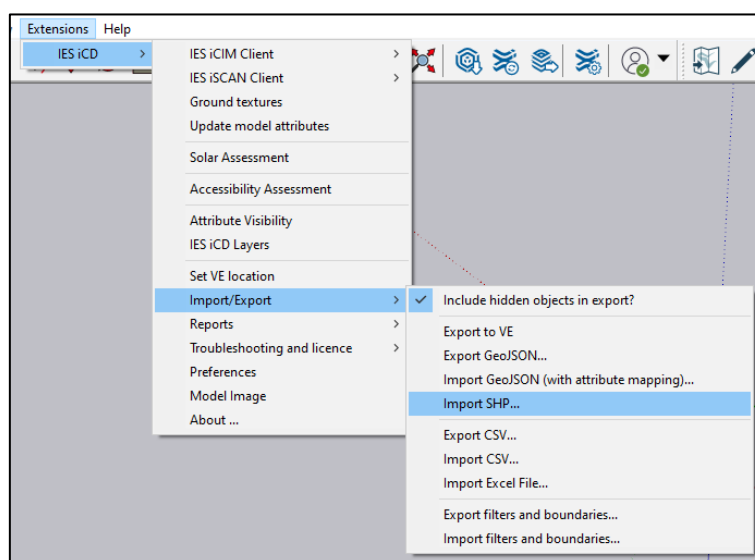 Extensions Help
IES iCD
IES iCIM Client
IES iSCAN Client
Ground textures
Update model attributes
Solar Assessment
Accessibility Assessment
Attribute Visibility
IES iCD Layers
Set VE location
Import/Export
Reports
Troubleshooting and licence
Preferences
Model Image
About ...
Include hidden objects in export?
Export to VE
Export GeoJSON...
Import GeoJSON (with attribute mapping)...
Import SHP...
Export CSV...
Import CSV...
Import Excel File...
Export filters and boundaries...
Import filters and boundaries...